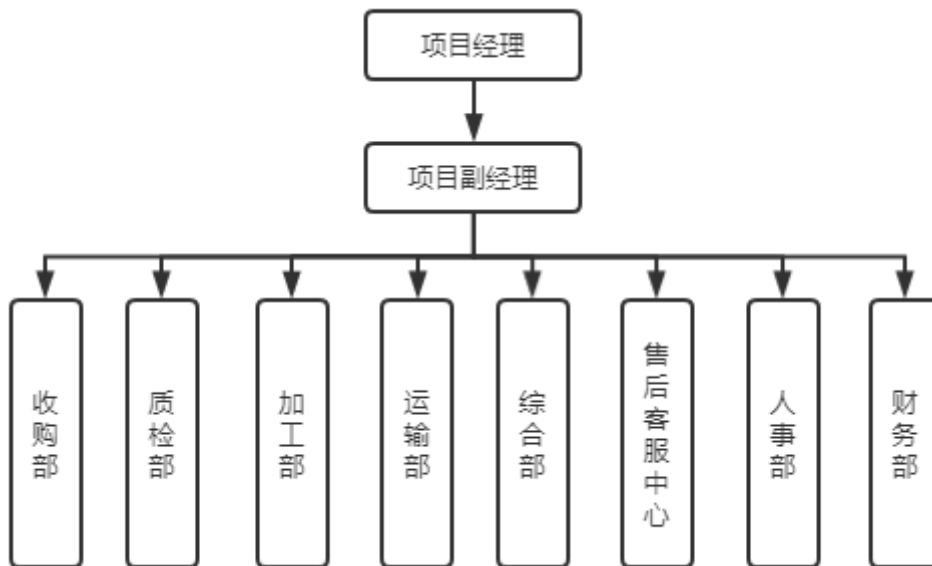 项目经理
项目副经理
收购部
质检部
加工部
运输部
综合部
售后客服中心
人事部
财务部